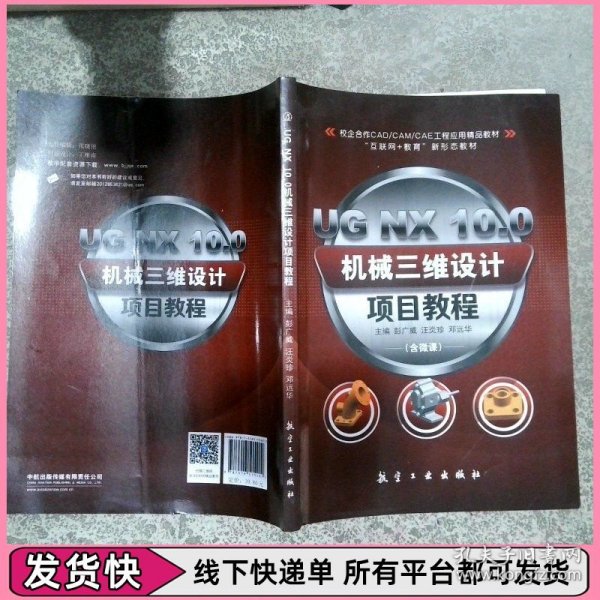 校企合作CAD/CAM/CAE工程应用精品教材
"互联网+教育"新形态教材
UG NX 10.0
机械三维设计
项目教程
主编 彭广威 汪炎珍 邓远华
(含微课)
航空工业出版社
UG NX 10.0机械三维设计项目教程
主编 彭广威 汪炎珍 邓远华
航空工业出版社
UG NX 10.0
机械三维设计
项目教程
中航出版传媒有限责任公司
发货快
线下快递单 所有平台都可发货
孔夫子旧书网
www.kongfz.com